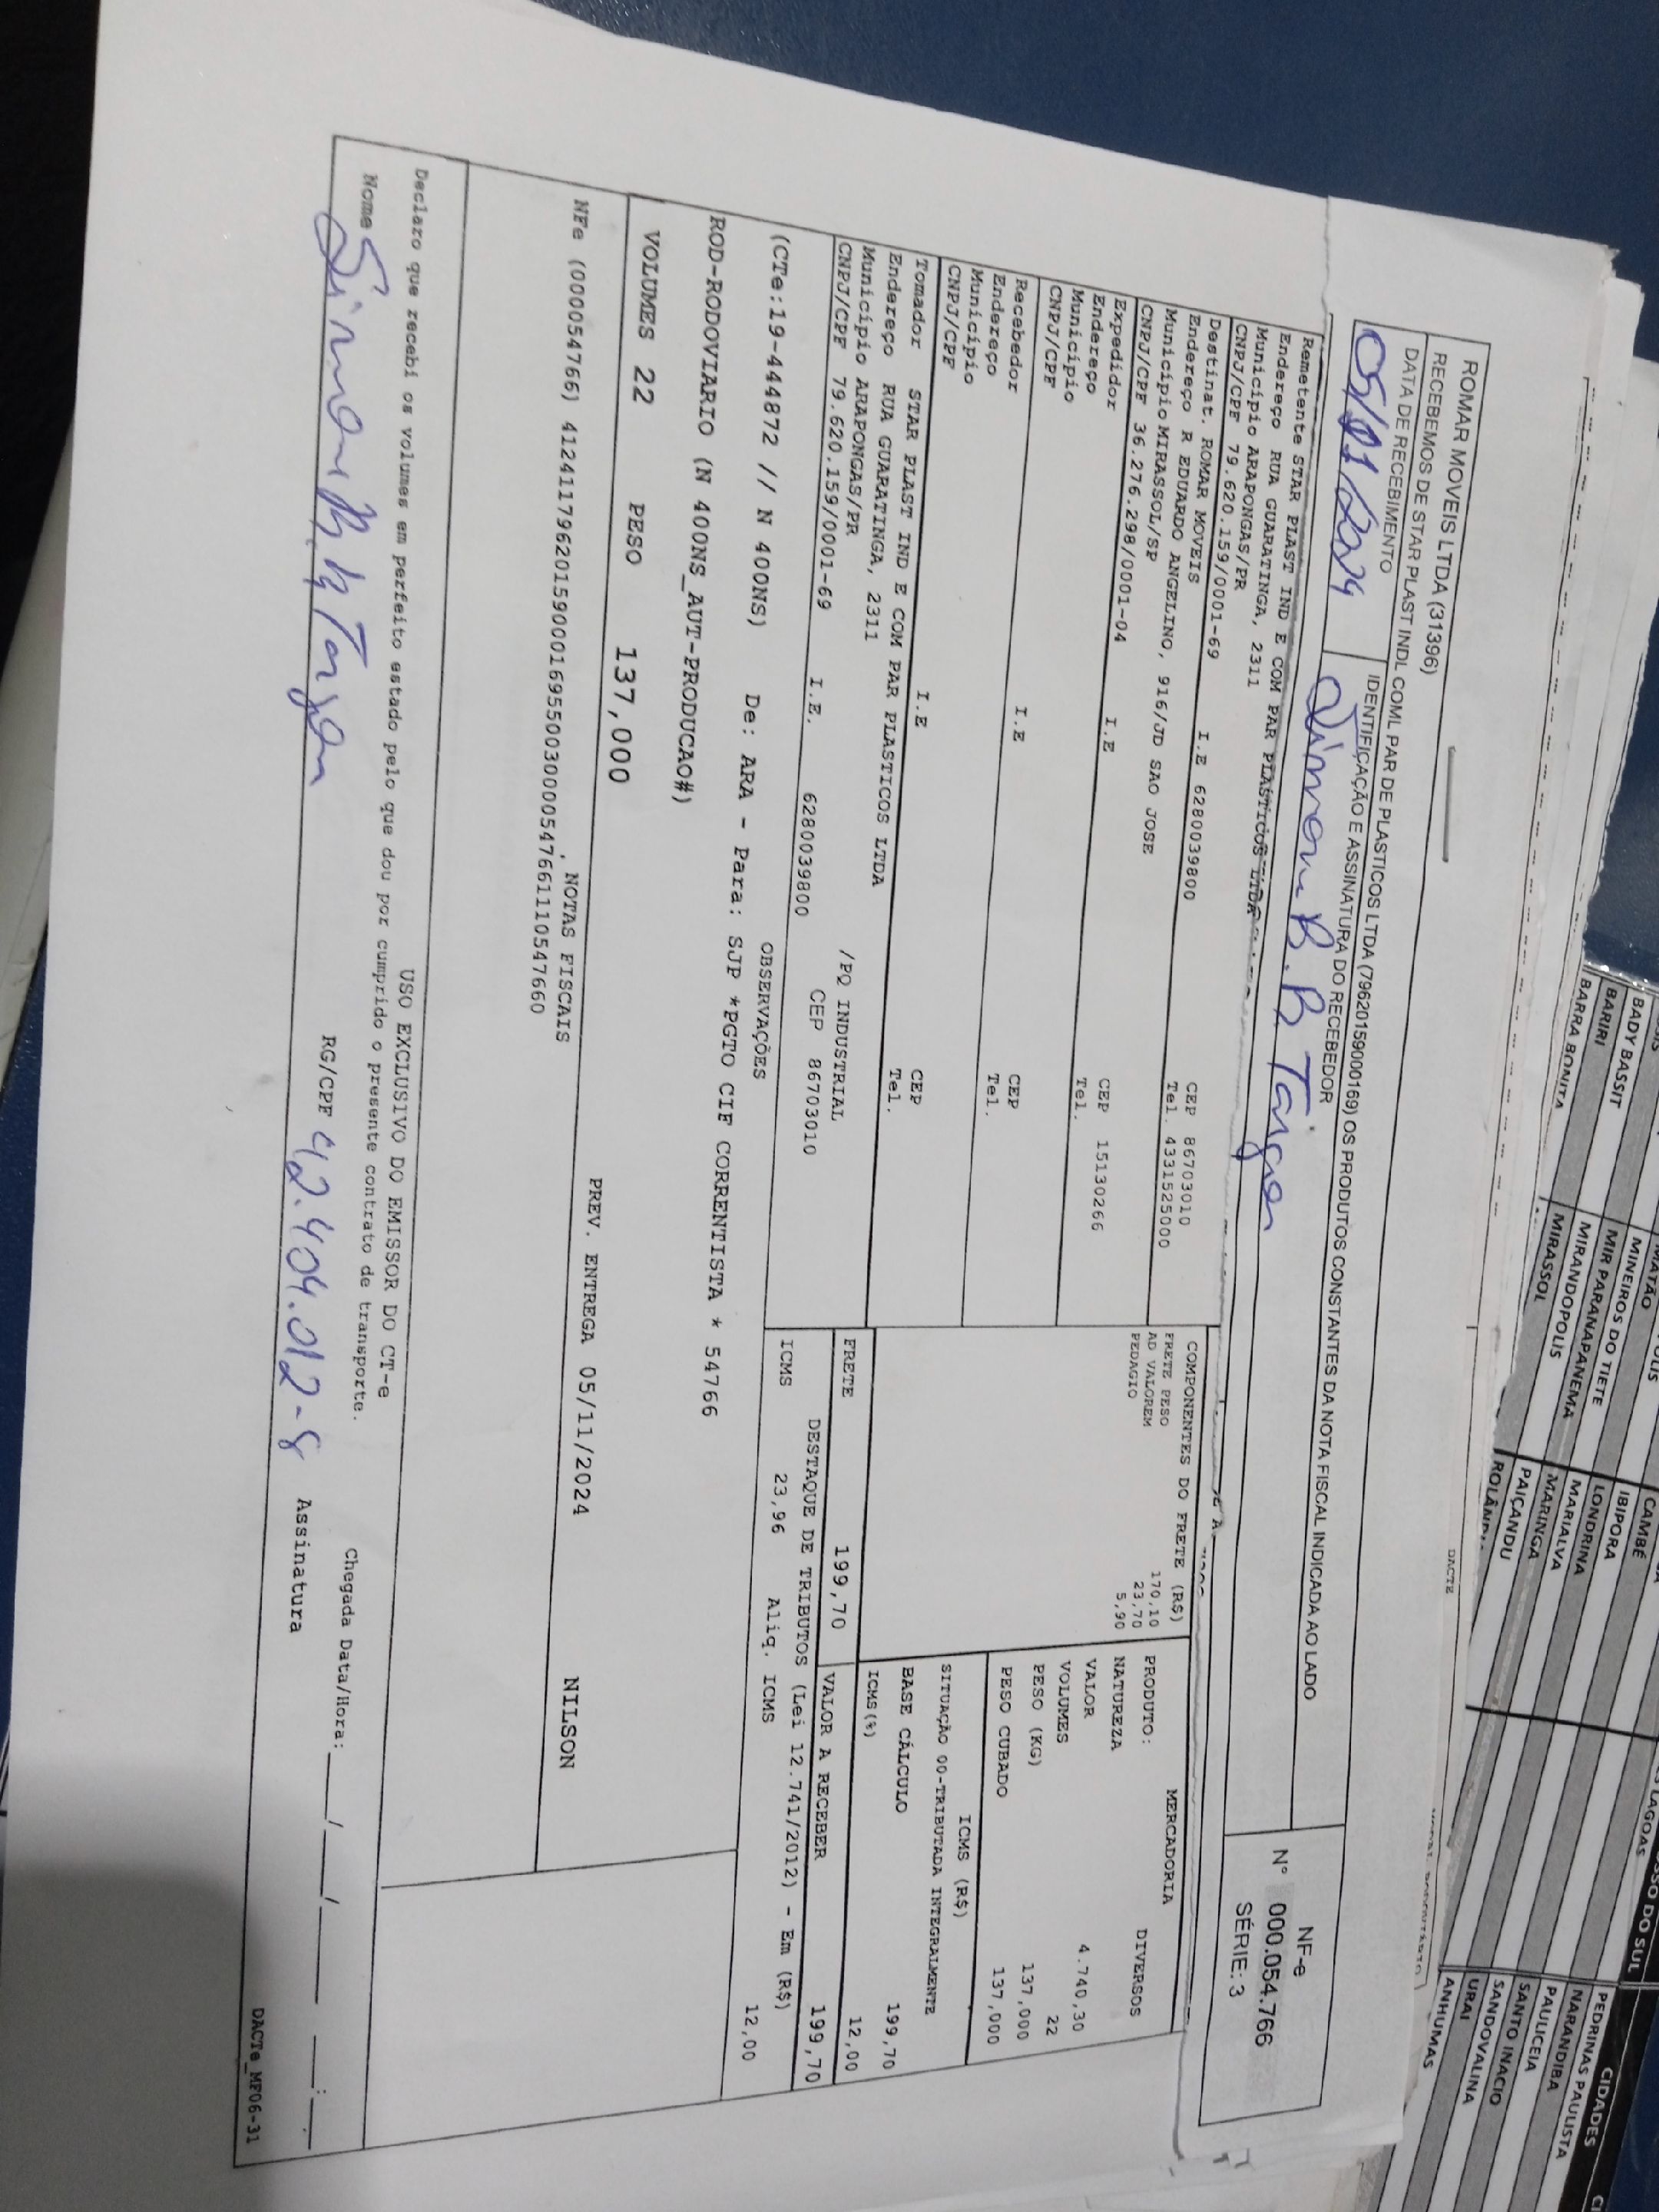 ROMAR MOVEIS LTDA (31396)
RECEBEMOS DE STAR PLAST INDL COML PAR DE PLASTICOS LTDA (79620159000169) OS PRODUTOS CONSTANTES DA NOTA FISCAL INDICADA AO LADO
DATA DE RECEBIMENTO
IDENTIFICAÇÃO E ASSINATURA DO RECEBEDOR
NF-e
Nº 000.054.766
SÉRIE: 3
Remetente STAR PLAST IND E COM PAR PLASTICOS LTDA
Endereço RUA GUARATINGA, 2311
Município ARAPONGAS/PR
CEP 86703010
CNPJ/CPF 79.620.159/0001-69 I.E 6280039800 Tel. 4331525000
Destinat. ROMAR MOVEIS
Endereço R EDUARDO ANGELINO, 916/JD SAO JOSE
Município MIRASSOL/SP
CEP 15130266
CNPJ/CPF 36.276.298/0001-04 I.E Tel.
Expedidor
Endereço
Município
CEP
CNPJ/CPF I.E Tel.
Recebedor
Endereço
Município
CEP
CNPJ/CPF I.E Tel.
Tomador STAR PLAST IND E COM PAR PLASTICOS LTDA
Endereço RUA GUARATINGA, 2311 /PQ INDUSTRIAL
Município ARAPONGAS/PR
CNPJ/CPF 79.620.159/0001-69 I.E. 6280039800 CEP 86703010
COMPONENTES DO FRETE (R$)
FRETE PESO 170,10
AD VALOREM 23,70
PEDAGIO 5,90
MERCADORIA
PRODUTO: DIVERSOS
NATUREZA
VALOR 4.740,30
VOLUMES 22
PESO (KG) 137,000
PESO CUBADO 137,000
ICMS (R$)
SITUAÇÃO 00-TRIBUTADA INTEGRALMENTE
BASE CÁLCULO 199,70
ICMS(%) 12,00
FRETE 199,70 VALOR A RECEBER 199,70
DESTAQUE DE TRIBUTOS (Lei 12.741/2012) - Em (R$)
ICMS 23,96 Aliq. ICMS 12,00
OBSERVAÇÕES
(CTe:19-444872 // N 400NS) De: ARA - Para: SJP *PGTO CIF CORRENTISTA * 54766
ROD-RODOVIARIO (N 400NS_AUT-PRODUCAO#)
VOLUMES 22 PESO 137,000 PREV. ENTREGA 05/11/2024 NILSON
NOTAS FISCAIS
NFe (000054766) 41241179620159000169550030000547661110547660
USO EXCLUSIVO DO EMISSOR DO CT-e
Declaro que recebi os volumes em perfeito estado pelo que dou por cumprido o presente contrato de transporte.
Chegada Data/Hora: ___/___/_____ __:__
Nome RG/CPF 42.404.012-8 Assinatura
DACTe_MF06-31
DACTE
BADY BASSIT
BARIRI
BARRA BONITA
MATÃO
MINEIROS DO TIETE
MIR PARANAPANEMA
MIRANDOPOLIS
MIRASSOL
CAMBÉ
IBIPORA
LONDRINA
MARIALVA
MARINGA
PAIÇANDU
CIDADES
PEDRINAS PAULISTA
NARANDIBA
PAULICEIA
SANTO INACIO
SANDOVALINA
URAI
ANHUMAS